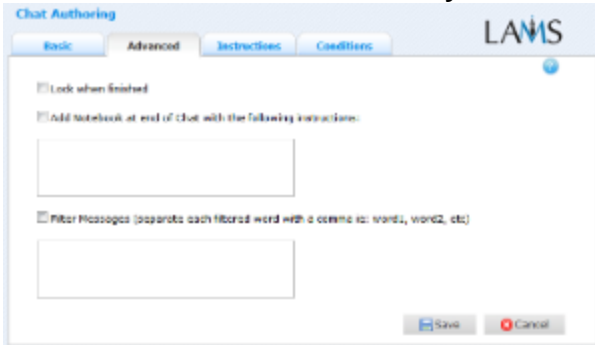 Chat Authoring
LAMS
Basic Advanced Instructions Conditions
Lock when finished
Add Notebook at end of Chat with the following instructions:
Filter Messages (separate each filtered word with a comma ie: word1, word2, etc)
Save Cancel